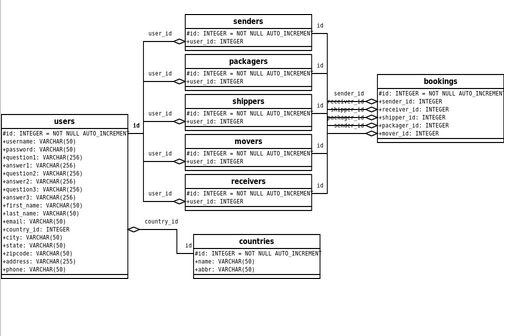 users
#id: INTEGER = NOT NULL AUTO_INCREMENT
+username: VARCHAR(50)
+password: VARCHAR(50)
+question1: VARCHAR(256)
+answer1: VARCHAR(256)
+question2: VARCHAR(256)
+answer2: VARCHAR(256)
+question3: VARCHAR(256)
+answer3: VARCHAR(256)
+first_name: VARCHAR(50)
+last_name: VARCHAR(50)
+email: VARCHAR(50)
+country_id: INTEGER
+city: VARCHAR(50)
+state: VARCHAR(50)
+zipcode: VARCHAR(50)
+address: VARCHAR(255)
+phone: VARCHAR(50)
id
user_id
user_id
user_id
user_id
user_id
country_id
id
senders
#id: INTEGER = NOT NULL AUTO_INCREMEN
+user_id: INTEGER
packagers
#id: INTEGER = NOT NULL AUTO_INCREMEN
+user_id: INTEGER
shippers
#id: INTEGER = NOT NULL AUTO_INCREMEN
+user_id: INTEGER
movers
#id: INTEGER = NOT NULL AUTO_INCREMEN
+user_id: INTEGER
receivers
#id: INTEGER = NOT NULL AUTO_INCREMEN
+user_id: INTEGER
countries
#id: INTEGER = NOT NULL AUTO_INCREMENT
+name: VARCHAR(50)
+abbr: VARCHAR(50)
id
id
id
id
id
sender_id
receiver_id
shipper_id
packager_id
sender_id
bookings
#id: INTEGER = NOT NULL AUTO_INCREMENT
+sender_id: INTEGER
+receiver_id: INTEGER
+shipper_id: INTEGER
+packager_id: INTEGER
+mover_id: INTEGER